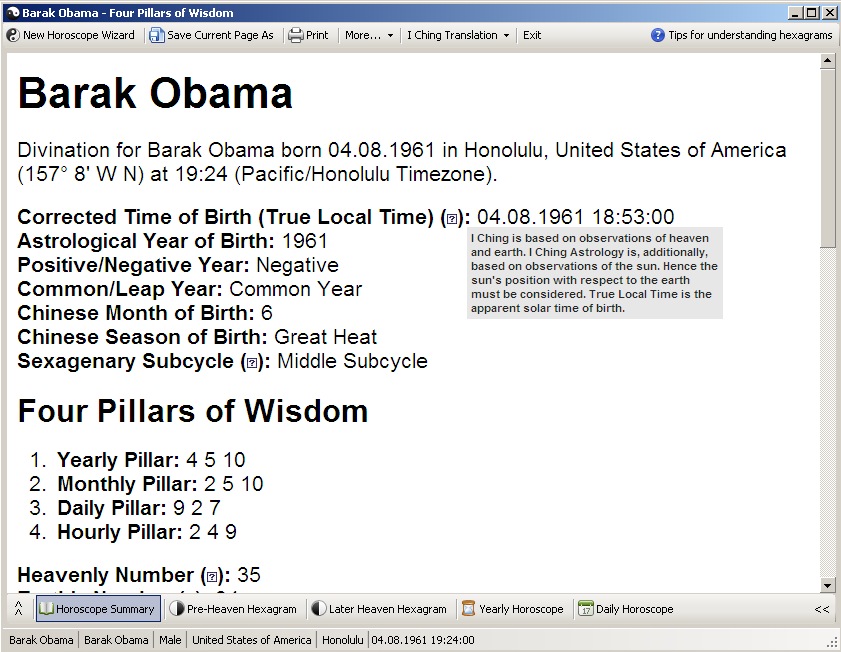 Barak Obama - Four Pillars of Wisdom
New Horoscope Wizard Save Current Page As Print More... I Ching Translation Exit ? Tips for understanding hexagrams
Barak Obama
Divination for Barak Obama born 04.08.1961 in Honolulu, United States of America
(157° 8' W N) at 19:24 (Pacific/Honolulu Timezone).
Corrected Time of Birth (True Local Time) (?): 04.08.1961 18:53:00
Astrological Year of Birth: 1961
Positive/Negative Year: Negative
Common/Leap Year: Common Year
Chinese Month of Birth: 6
Chinese Season of Birth: Great Heat
Sexagenary Subcycle (?): Middle Subcycle
I Ching is based on observations of heaven
and earth. I Ching Astrology is, additionally,
based on observations of the sun. Hence the
sun's position with respect to the earth
must be considered. True Local Time is the
apparent solar time of birth.
Four Pillars of Wisdom
1. Yearly Pillar: 4 5 10
2. Monthly Pillar: 2 5 10
3. Daily Pillar: 9 2 7
4. Hourly Pillar: 2 4 9
Heavenly Number (?): 35
Horoscope Summary Pre-Heaven Hexagram Later Heaven Hexagram Yearly Horoscope 17 Daily Horoscope <<
Barak Obama Barak Obama Male United States of America Honolulu 04.08.1961 19:24:00